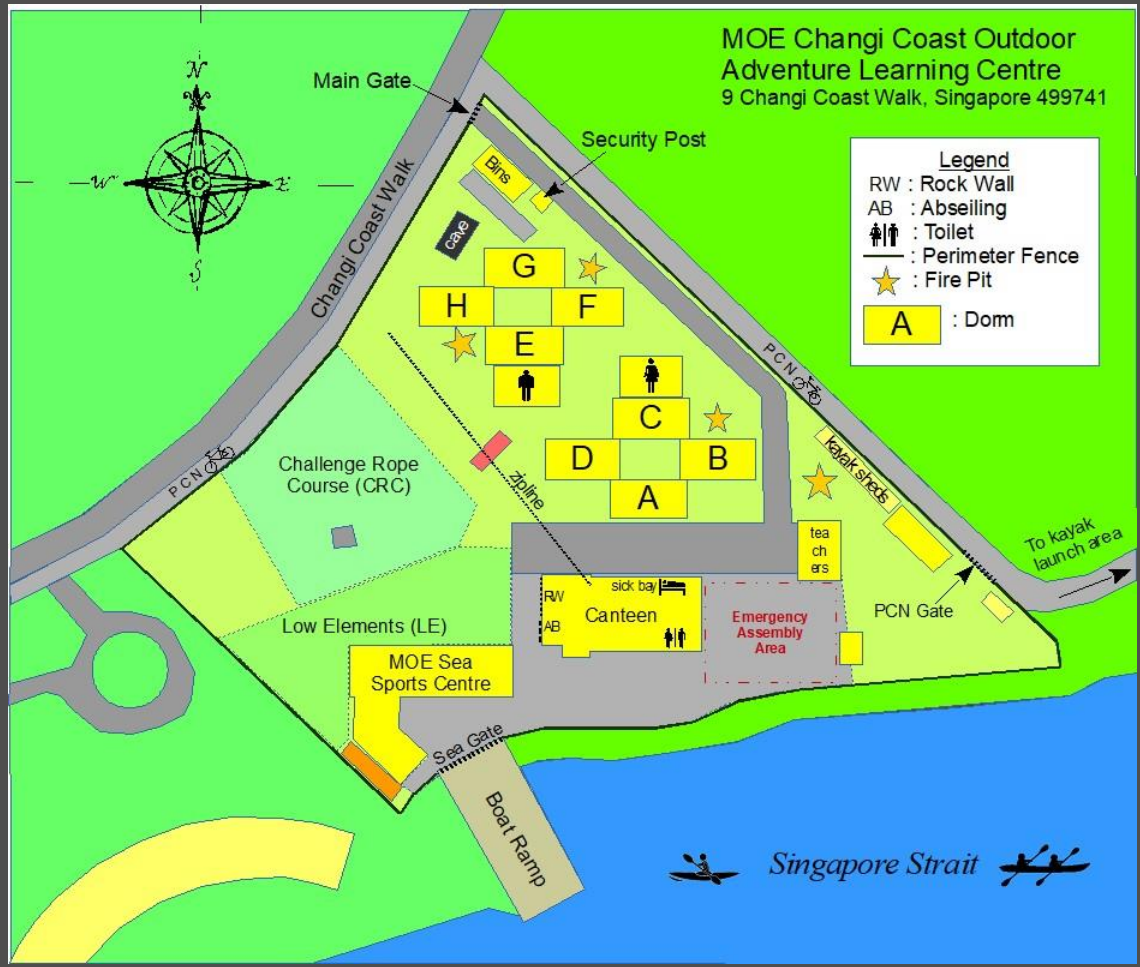 MOE Changi Coast Outdoor
Adventure Learning Centre
9 Changi Coast Walk, Singapore 499741
N
W
E
S
Main Gate
Security Post
Legend
RW : Rock Wall
AB : Abseiling
: Toilet
: Perimeter Fence
: Fire Pit
A : Dorm
Changi Coast Walk
Bins
cave
G
H
F
E
C
D
B
A
PCN
PCN
kayak sheds
zipline
Challenge Rope
Course (CRC)
tea
ch
ers
To kayak
launch area
PCN Gate
RW
AB
sick bay
Canteen
Emergency
Assembly
Area
Low Elements (LE)
MOE Sea
Sports Centre
Sea Gate
Boat Ramp
Singapore Strait